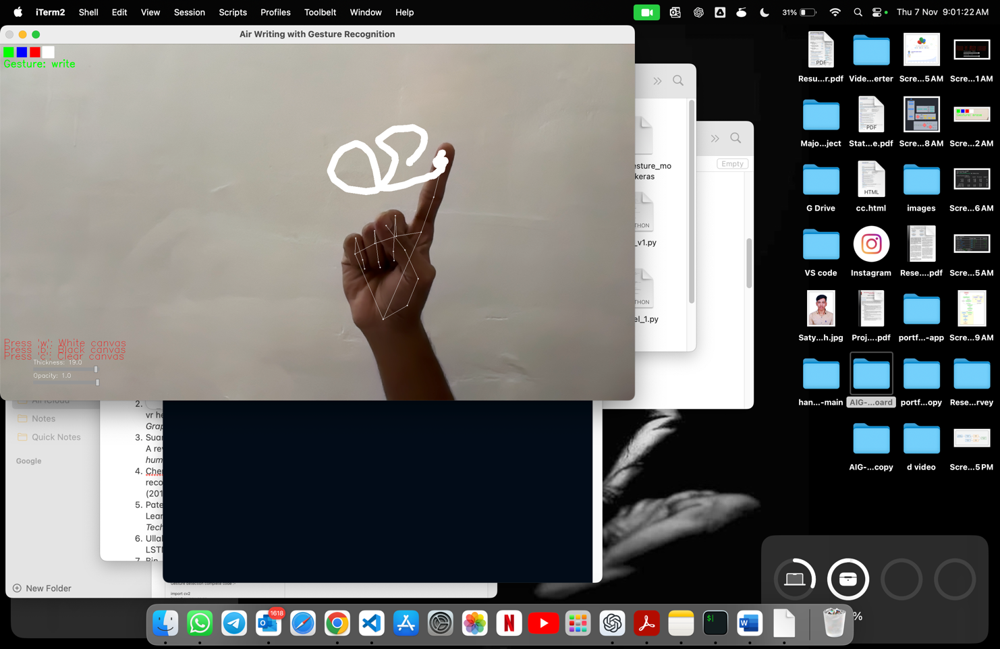 iTerm2 Shell Edit View Session Scripts Profiles Toolbelt Window Help 31% Thu 7 Nov 9:01:22 AM
Air Writing with Gesture Recognition
Gesture: write
Press 'w': White canvas
Press 'b': Black canvas
Press 'c': Clear canvas
Thickness: 19.0
Opacity: 1.0
esture_mo
keras
THON
_v1.py
THON
el_1.py
Empty
PDF
Resu...r.pdf Vide...erter Scre...5 AM Scre...1 AM
PDF
Majo...ject Stat...e.pdf Scre...8 AM Scre...2 AM
HTML
G Drive cc.html images Scre...6 AM
VS code Instagram Rese....pdf Scre...5 AM
Saty...h.jpg Proj....pdf portf...-app Scre...9 AM
han...-main AIG-...oard portf...opy Rese...rvey
AIG-...copy d video Scre...5 PM
All iCloud
Notes
Quick Notes
Google
New Folder
2.
vr he
Grap
3. Suar
A rev
hum
4. Cher
reco
(201
5. Pate
Lear
Tech
6. Ullal
LSTI
7. Bin
Gesture detection complete code :-
import cv2
1618
$
%